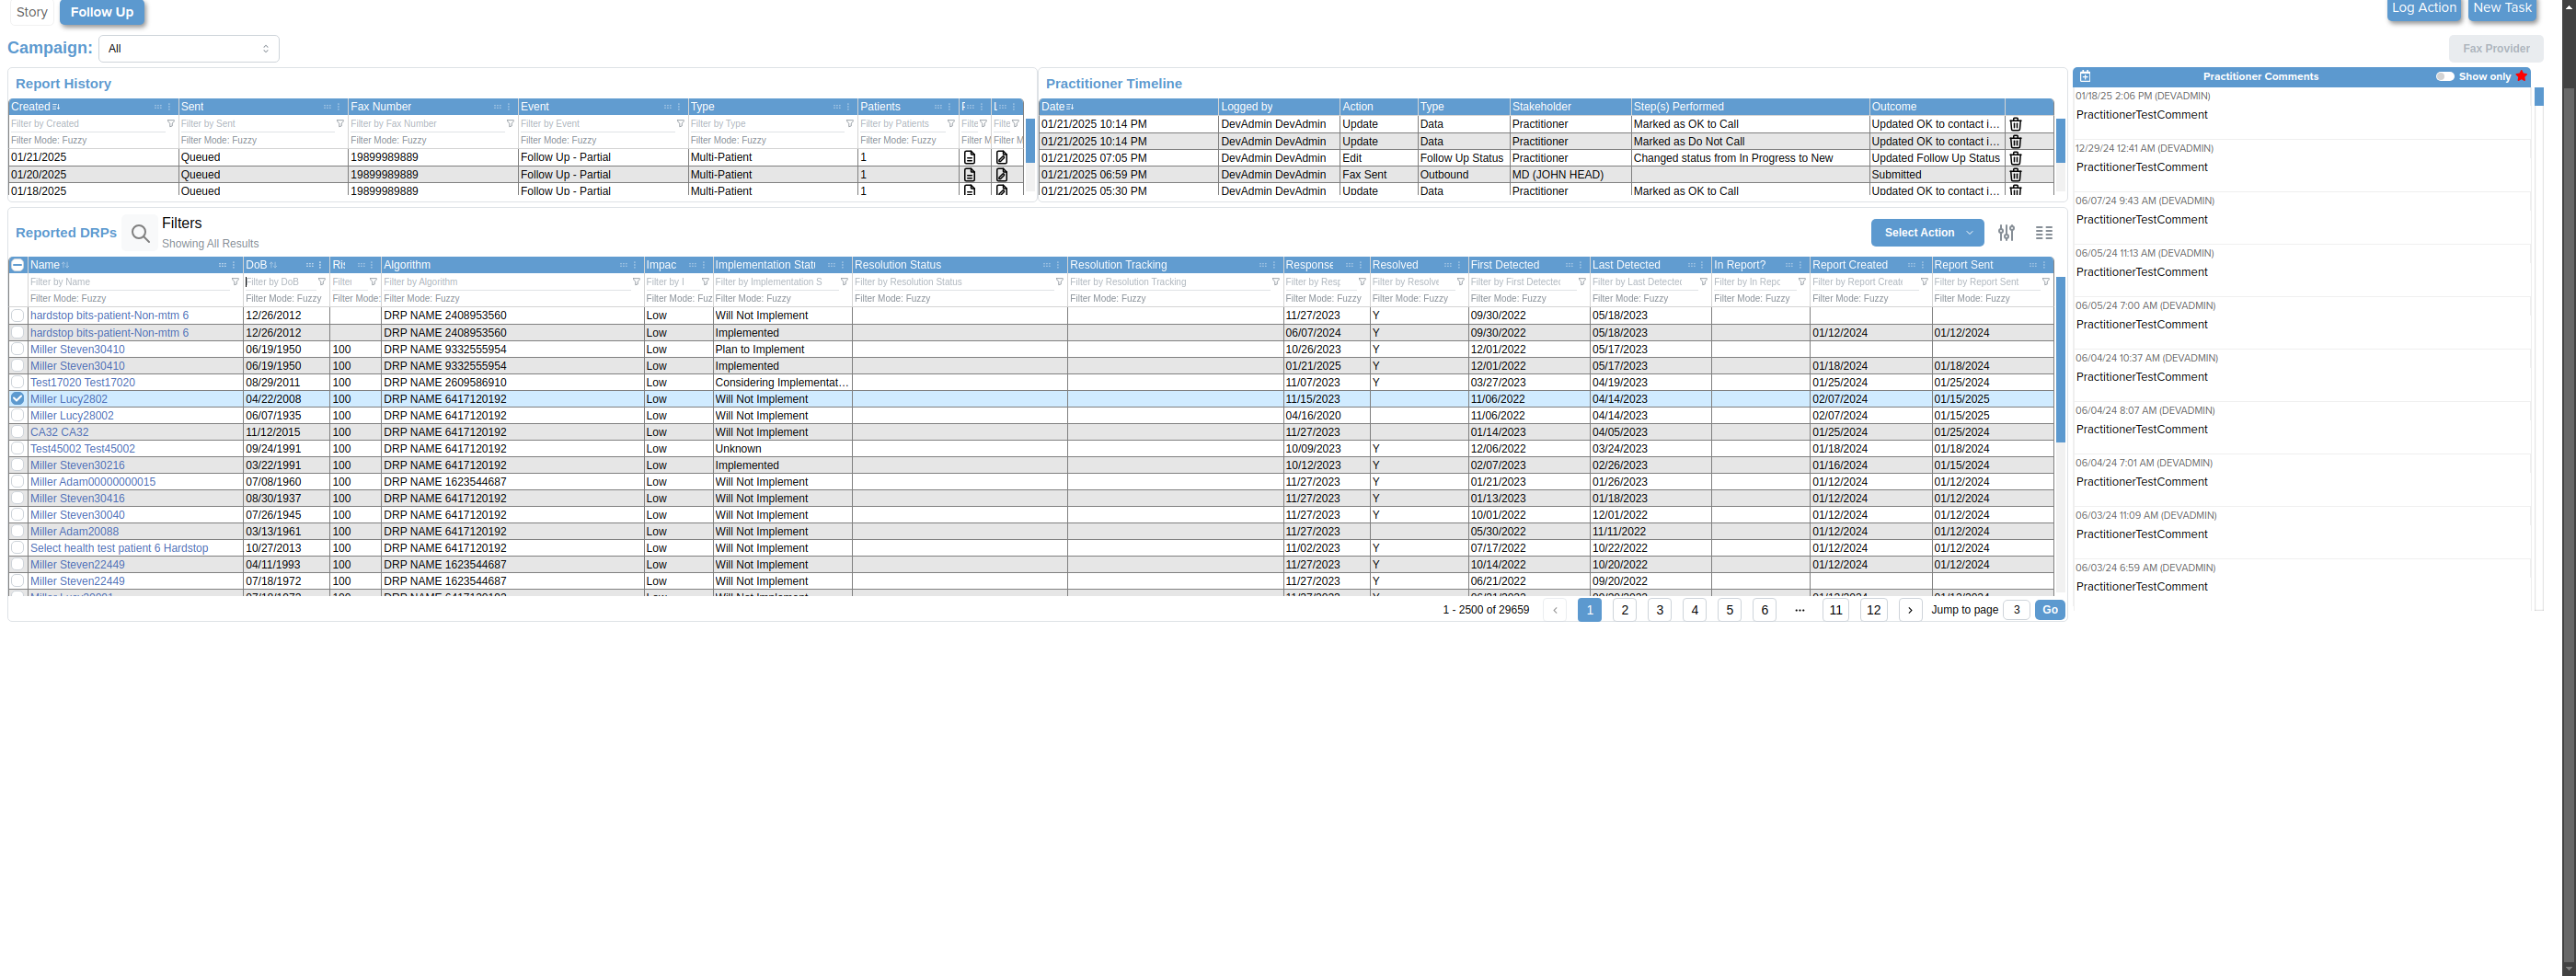 Story Follow Up Log Action New Task
Campaign: All Fax Provider
Report History
Created Sent Fax Number Event Type Patients
Filter by Created Filter by Sent Filter by Fax Number Filter by Event Filter by Type Filter by Patients Filte Filte
Filter Mode: Fuzzy Filter Mode: Fuzzy Filter Mode: Fuzzy Filter Mode: Fuzzy Filter Mode: Fuzzy Filter Mode: Fuzzy Filter M Filter M
01/21/2025 Queued 19899989889 Follow Up - Partial Multi-Patient 1
01/20/2025 Queued 19899989889 Follow Up - Partial Multi-Patient 1
01/18/2025 Queued 19899989889 Follow Up - Partial Multi-Patient 1
Practitioner Timeline
Date Logged by Action Type Stakeholder Step(s) Performed Outcome
01/21/2025 10:14 PM DevAdmin DevAdmin Update Data Practitioner Marked as OK to Call Updated OK to contact i...
01/21/2025 10:14 PM DevAdmin DevAdmin Update Data Practitioner Marked as Do Not Call Updated OK to contact i...
01/21/2025 07:05 PM DevAdmin DevAdmin Edit Follow Up Status Practitioner Changed status from In Progress to New Updated Follow Up Status
01/21/2025 06:59 PM DevAdmin DevAdmin Fax Sent Outbound MD (JOHN HEAD) Submitted
01/21/2025 05:30 PM DevAdmin DevAdmin Update Data Practitioner Marked as OK to Call Updated OK to contact i...
Practitioner Comments Show only
01/18/25 2:06 PM (DEVADMIN)
PractitionerTestComment
12/29/24 12:41 AM (DEVADMIN)
PractitionerTestComment
06/07/24 9:43 AM (DEVADMIN)
PractitionerTestComment
06/05/24 11:13 AM (DEVADMIN)
PractitionerTestComment
06/05/24 7:00 AM (DEVADMIN)
PractitionerTestComment
06/04/24 10:37 AM (DEVADMIN)
PractitionerTestComment
06/04/24 8:07 AM (DEVADMIN)
PractitionerTestComment
06/04/24 7:01 AM (DEVADMIN)
PractitionerTestComment
06/03/24 11:09 AM (DEVADMIN)
PractitionerTestComment
06/03/24 6:59 AM (DEVADMIN)
PractitionerTestComment
Reported DRPs Filters Select Action
Showing All Results
Name DoB Ris Algorithm Impac Implementation Stat Resolution Status Resolution Tracking Response Resolved First Detected Last Detected In Report? Report Created Report Sent
Filter by Name Filter by DoB Filter Filter by Algorithm Filter by I Filter by Implementation S Filter by Resolution Status Filter by Resolution Tracking Filter by Resp Filter by Resolve Filter by First Detected Filter by Last Detected Filter by In Repo Filter by Report Create Filter by Report Sent
Filter Mode: Fuzzy Filter Mode: Fuzzy Filter Mode: Filter Mode: Fuzzy Filter Mode: Fuz Filter Mode: Fuzzy Filter Mode: Fuzzy Filter Mode: Fuzzy Filter Mode: Fuzzy Filter Mode: Fuzzy Filter Mode: Fuzzy Filter Mode: Fuzzy Filter Mode: Fuzzy Filter Mode: Fuzzy Filter Mode: Fuzzy
hardstop bits-patient-Non-mtm 6 12/26/2012 DRP NAME 2408953560 Low Will Not Implement 11/27/2023 Y 09/30/2022 05/18/2023
hardstop bits-patient-Non-mtm 6 12/26/2012 DRP NAME 2408953560 Low Implemented 06/07/2024 Y 09/30/2022 05/18/2023 01/12/2024 01/12/2024
Miller Steven30410 06/19/1950 100 DRP NAME 9332555954 Low Plan to Implement 10/26/2023 Y 12/01/2022 05/17/2023
Miller Steven30410 06/19/1950 100 DRP NAME 9332555954 Low Implemented 01/21/2025 Y 12/01/2022 05/17/2023 01/18/2024 01/18/2024
Test17020 Test17020 08/29/2011 100 DRP NAME 2609586910 Low Considering Implementat... 11/07/2023 Y 03/27/2023 04/19/2023 01/25/2024 01/25/2024
Miller Lucy2802 04/22/2008 100 DRP NAME 6417120192 Low Will Not Implement 11/15/2023 11/06/2022 04/14/2023 02/07/2024 01/15/2025
Miller Lucy28002 06/07/1935 100 DRP NAME 6417120192 Low Will Not Implement 04/16/2020 11/06/2022 04/14/2023 02/07/2024 01/15/2025
CA32 CA32 11/12/2015 100 DRP NAME 6417120192 Low Will Not Implement 11/27/2023 01/14/2023 04/05/2023 01/25/2024 01/25/2024
Test45002 Test45002 09/24/1991 100 DRP NAME 6417120192 Low Unknown 10/09/2023 Y 12/06/2022 03/24/2023 01/18/2024 01/18/2024
Miller Steven30216 03/22/1991 100 DRP NAME 6417120192 Low Implemented 10/12/2023 Y 02/07/2023 02/26/2023 01/16/2024 01/15/2024
Miller Adam00000000015 07/08/1960 100 DRP NAME 1623544687 Low Will Not Implement 11/27/2023 Y 01/21/2023 01/26/2023 01/12/2024 01/12/2024
Miller Steven30416 08/30/1937 100 DRP NAME 6417120192 Low Will Not Implement 11/27/2023 Y 01/13/2023 01/18/2023 01/12/2024 01/12/2024
Miller Steven30040 07/26/1945 100 DRP NAME 6417120192 Low Will Not Implement 11/27/2023 Y 10/01/2022 12/01/2022 01/12/2024 01/12/2024
Miller Adam20088 03/13/1961 100 DRP NAME 6417120192 Low Will Not Implement 11/27/2023 05/30/2022 11/11/2022 01/12/2024 01/12/2024
Select health test patient 6 Hardstop 10/27/2013 100 DRP NAME 6417120192 Low Will Not Implement 11/02/2023 Y 07/17/2022 10/22/2022 01/12/2024 01/12/2024
Miller Steven22449 04/11/1993 100 DRP NAME 1623544687 Low Will Not Implement 11/27/2023 Y 10/14/2022 10/20/2022 01/12/2024 01/12/2024
Miller Steven22449 07/18/1972 100 DRP NAME 1623544687 Low Will Not Implement 11/27/2023 Y 06/21/2022 09/20/2022
1 - 2500 of 29659 1 2 3 4 5 6 ••• 11 12 Jump to page 3 Go